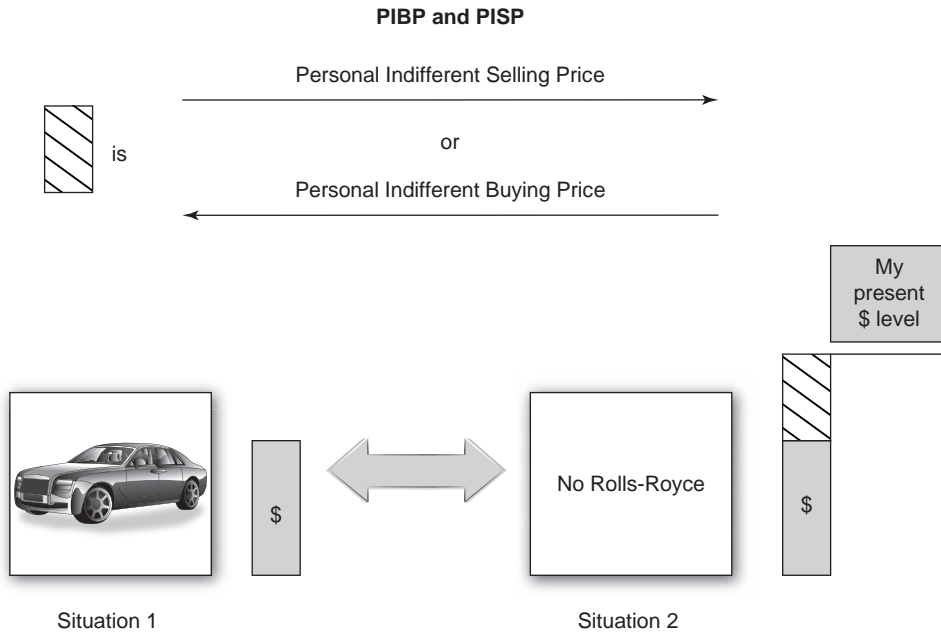 PIBP and PISP
Personal Indifferent Selling Price
is
or
Personal Indifferent Buying Price
My
present
$ level
$
No Rolls-Royce
$
Situation 1
Situation 2